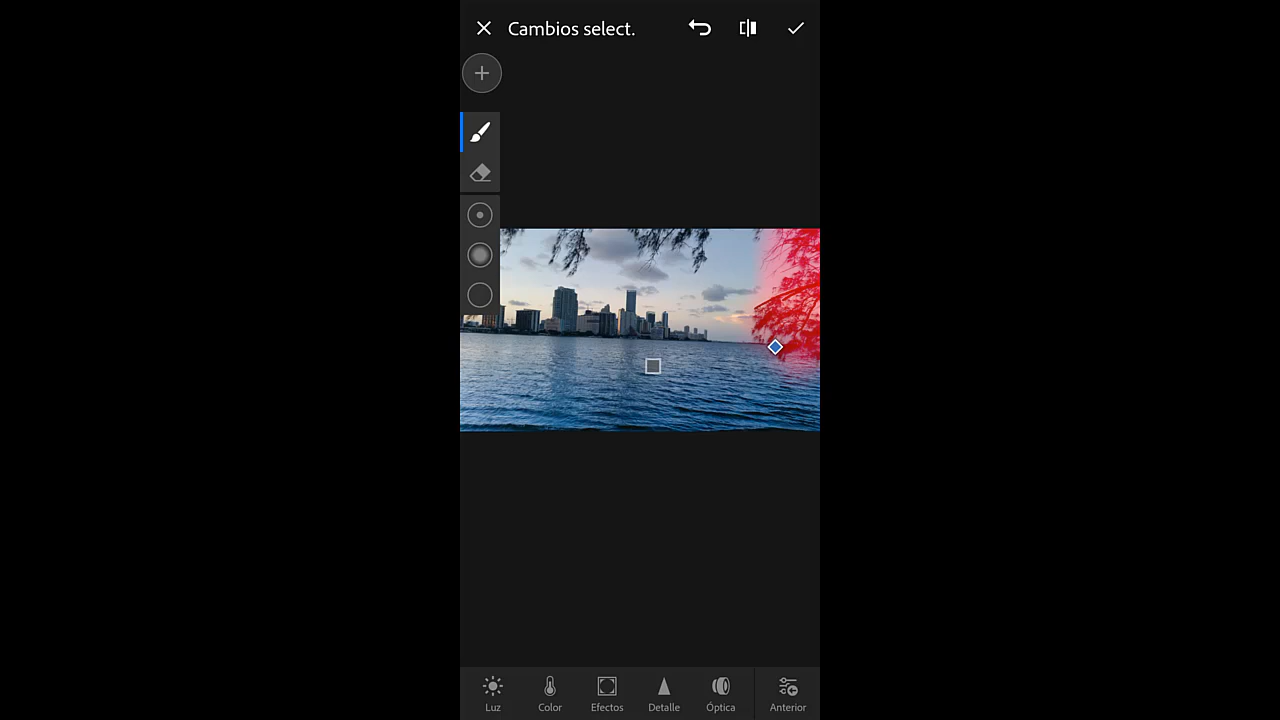 Cambios select.
Luz
Color
Efectos
Detalle
Óptica
Anterior